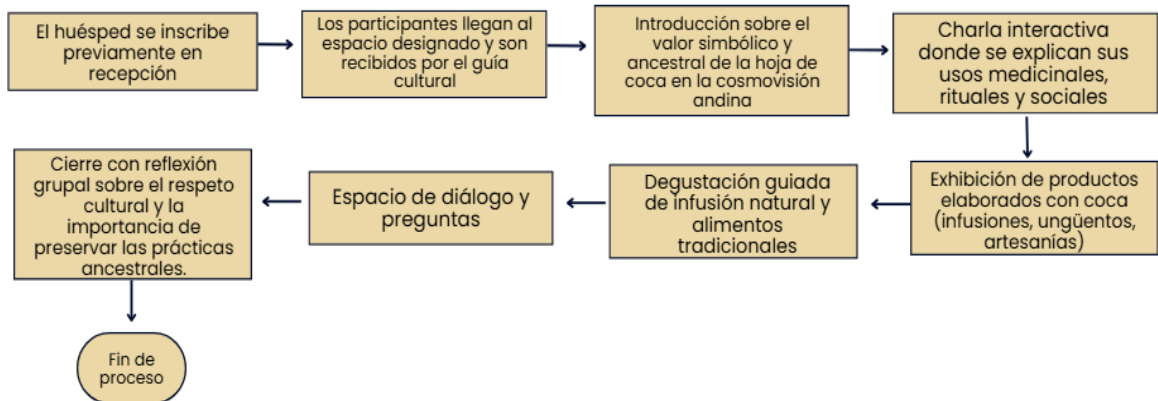 El huésped se inscribe
previamente en
recepción
Los participantes llegan al
espacio designado y son
recibidos por el guía
cultural
Introducción sobre el
valor simbólico y
ancestral de la hoja de
coca en la cosmovisión
andina
Charla interactiva
donde se explican sus
usos medicinales,
rituales y sociales
Exhibición de productos
elaborados con coca
(infusiones, ungüentos,
artesanías)
Degustación guiada
de infusión natural y
alimentos
tradicionales
Espacio de diálogo y
preguntas
Cierre con reflexión
grupal sobre el respeto
cultural y la
importancia de
preservar las prácticas
ancestrales.
Fin de
proceso